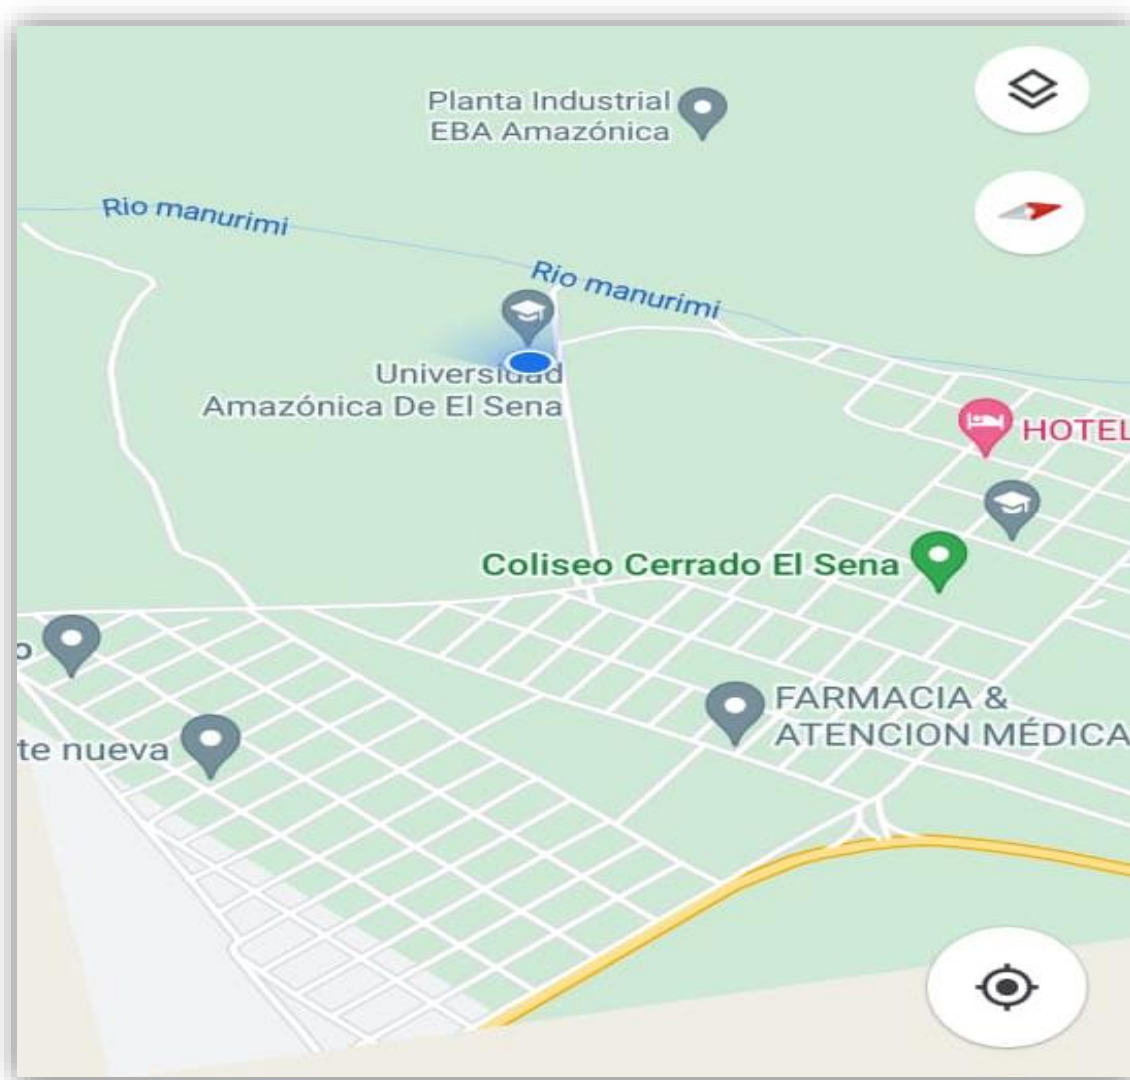 Planta Industrial
EBA Amazónica
Rio manurimi
Rio manurimi
Universidad
Amazónica De El Sena
HOTEL
Coliseo Cerrado El Sena
o
FARMACIA &
ATENCION MÉDICA
te nueva